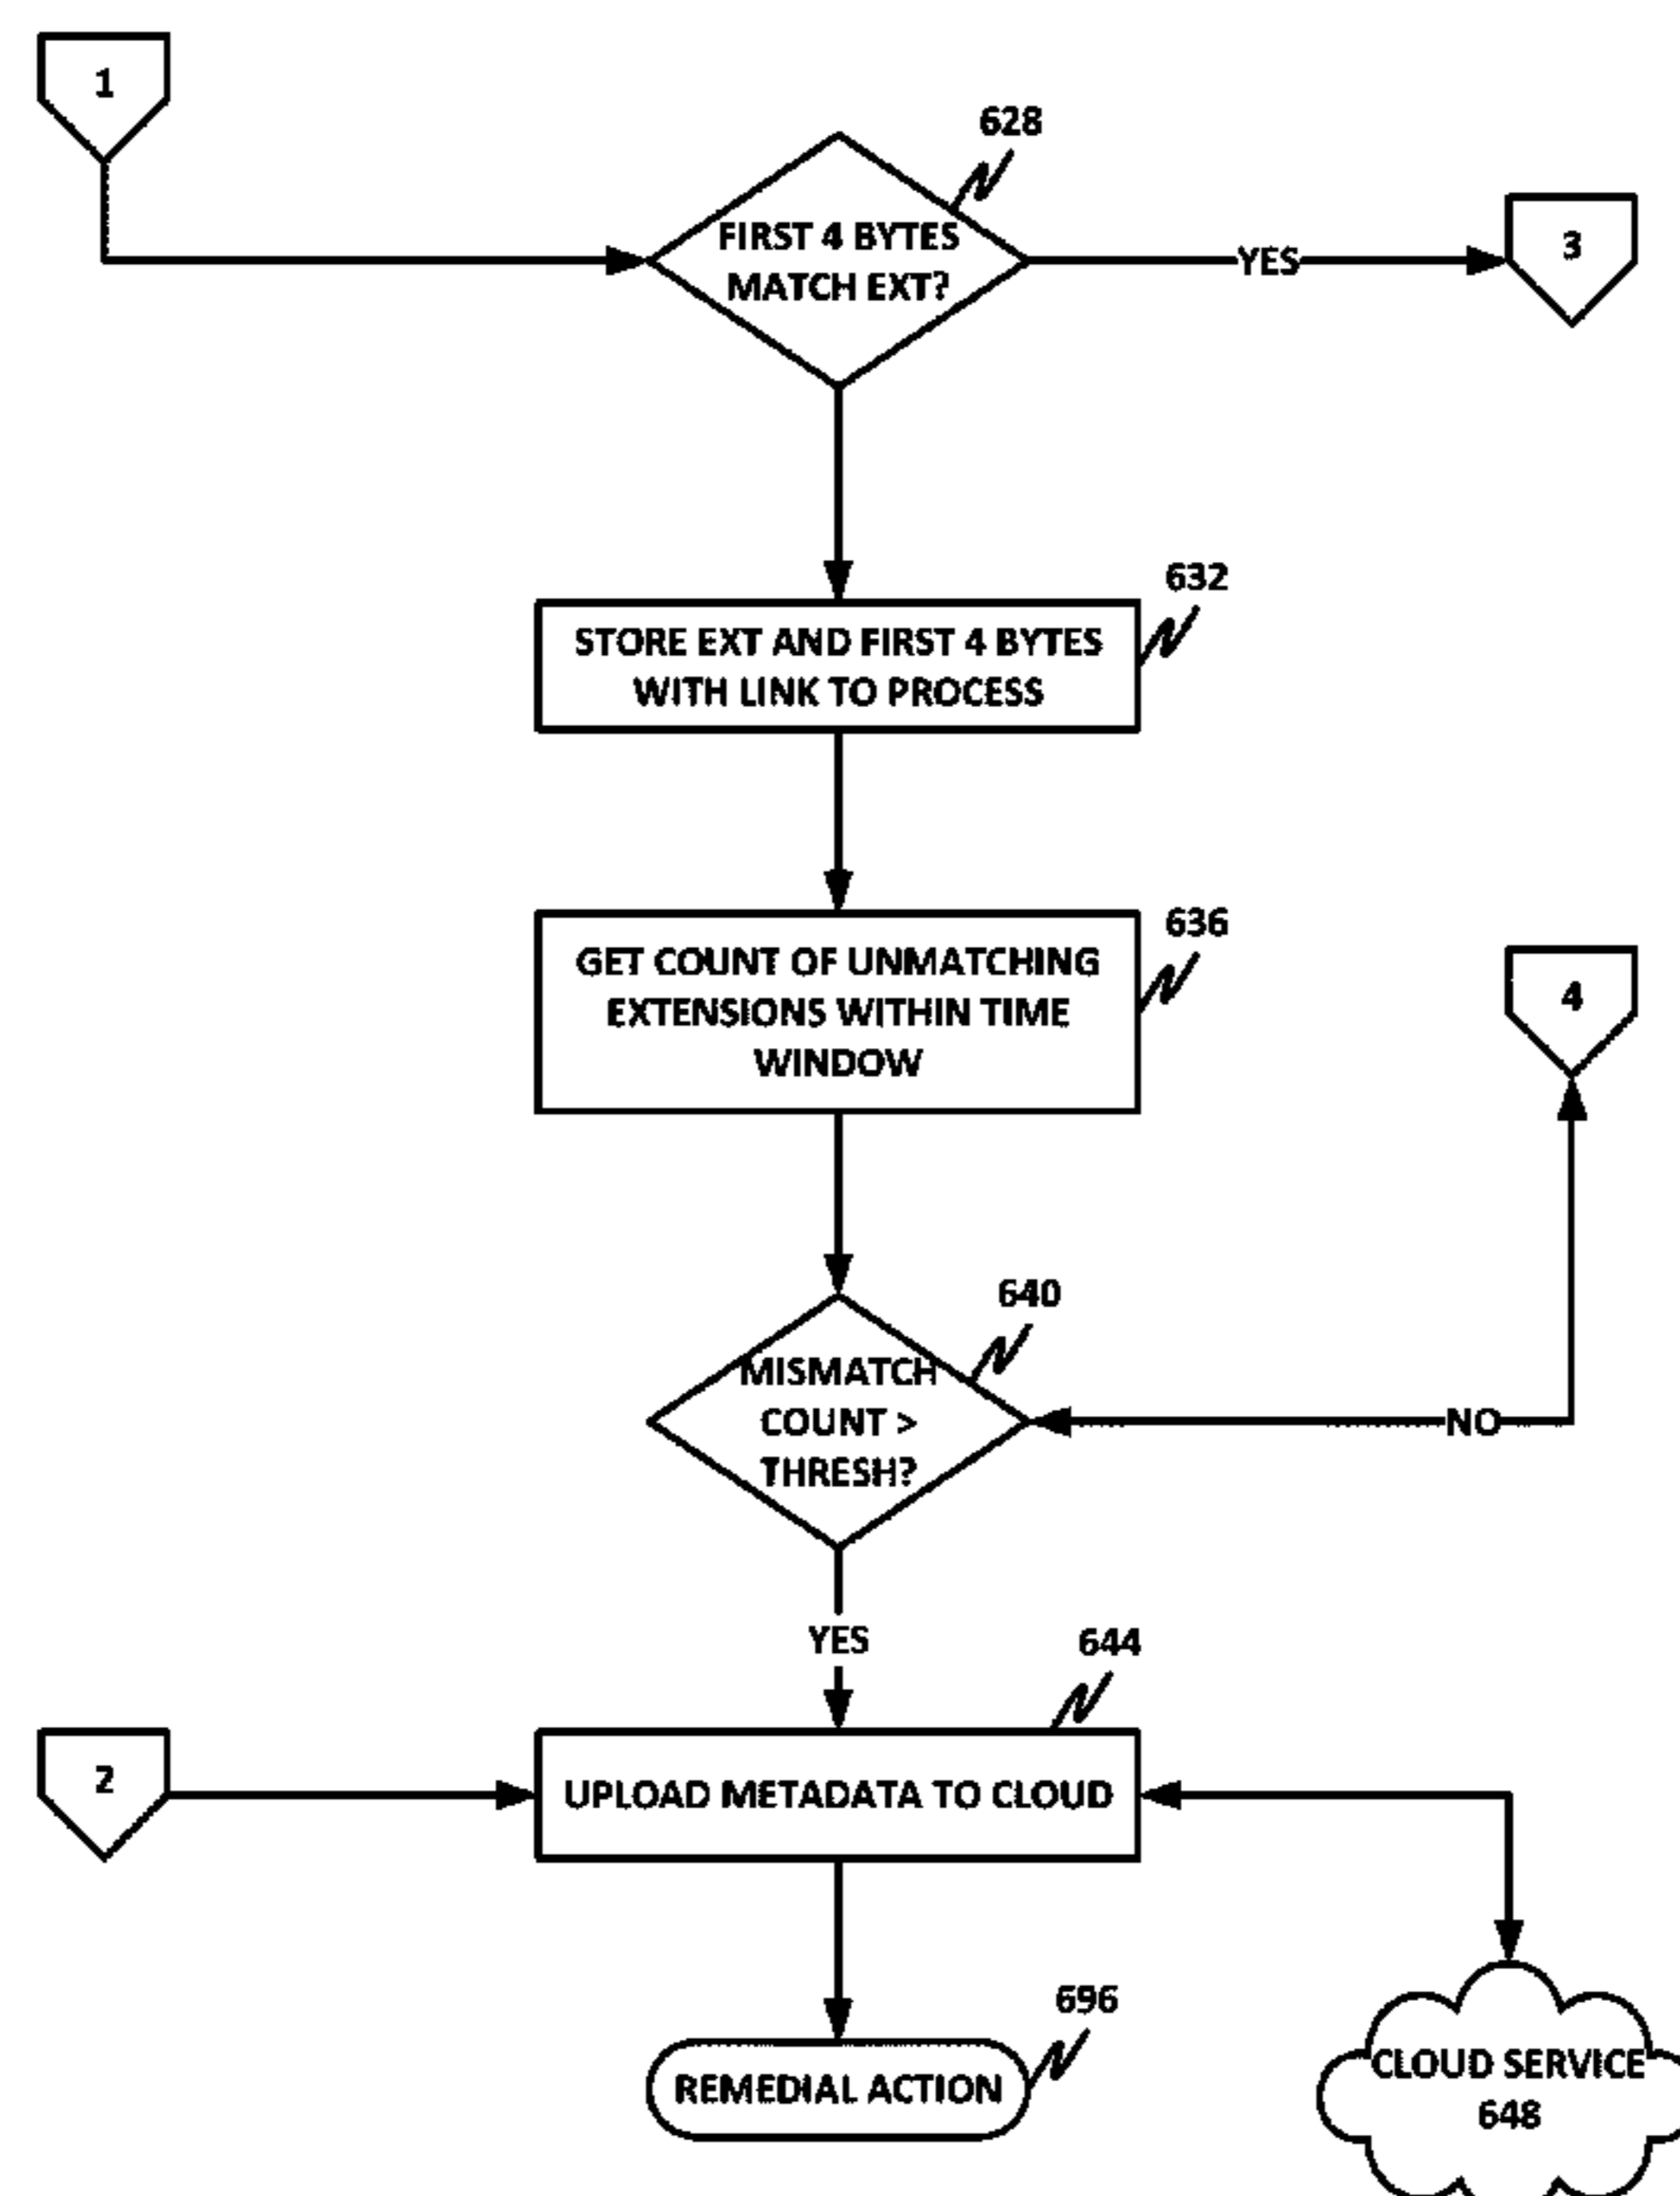 1
628
FIRST 4 BYTES
MATCH EXT?
YES
3
632
STORE EXT AND FIRST 4 BYTES
WITH LINK TO PROCESS
636
GET COUNT OF UNMATCHING
EXTENSIONS WITHIN TIME
WINDOW
4
640
MISMATCH
COUNT >
THRESH?
NO
YES
644
2
UPLOAD METADATA TO CLOUD
696
REMEDIAL ACTION
CLOUD SERVICE
648